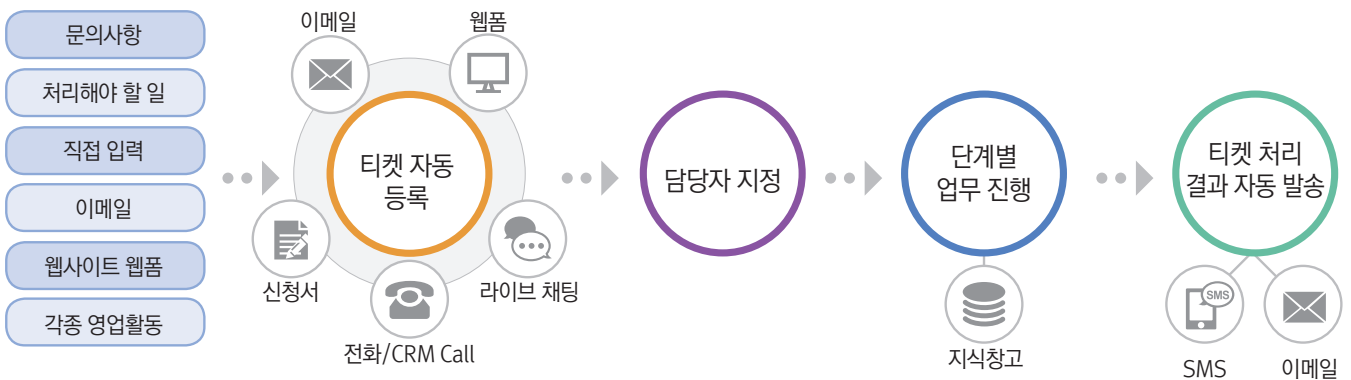 문의사항
처리해야 할 일
직접 입력
이메일
웹사이트 웹폼
각종 영업활동
이메일
웹폼
티켓 자동
등록
신청서
라이브 채팅
전화/CRM Call
담당자 지정
단계별
업무 진행
지식창고
티켓 처리
결과 자동 발송
SMS
SMS
이메일